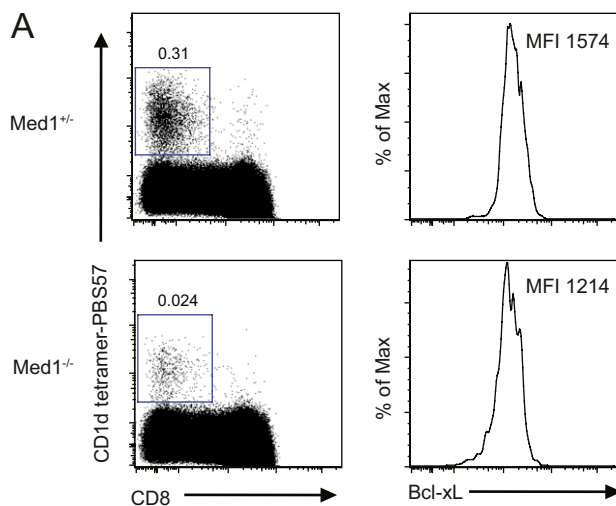 A
0.31
MFI 1574
Med1+/-
% of Max
0.024
MFI 1214
Med1-/-
CD1d tetramer-PBS57
% of Max
CD8
Bcl-xL